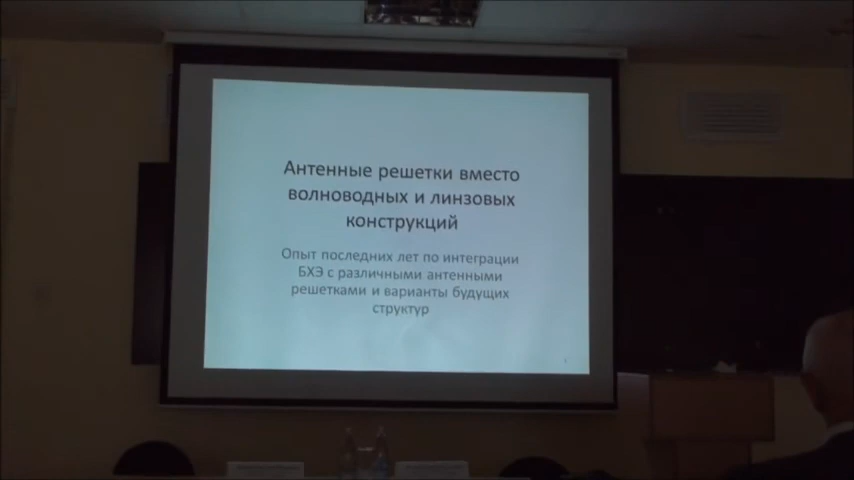 Антенные решетки вместо
волноводных и линзовых
конструкций
Опыт последних лет по интеграции
БХЭ с различными антенными
решетками и варианты будущих
структур